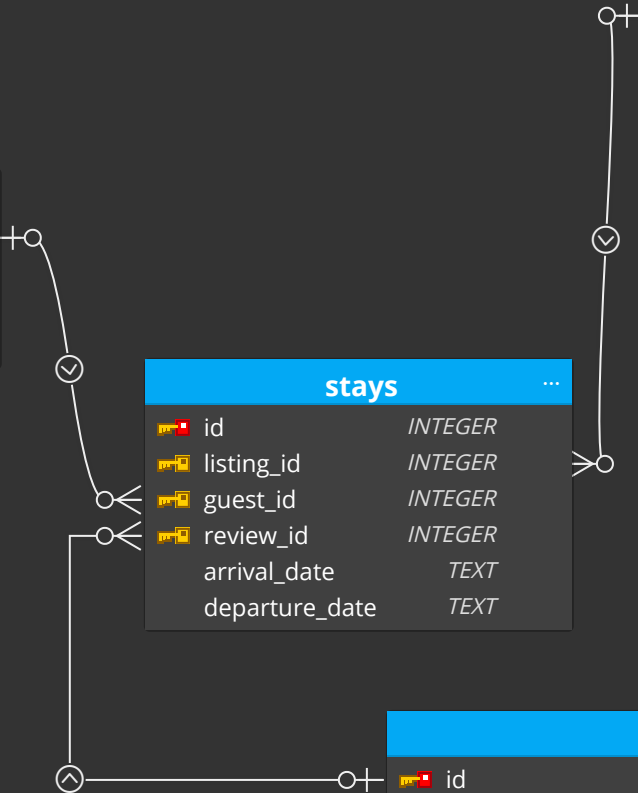 stays ...
id INTEGER
listing_id INTEGER
guest_id INTEGER
review_id INTEGER
arrival_date TEXT
departure_date TEXT
id